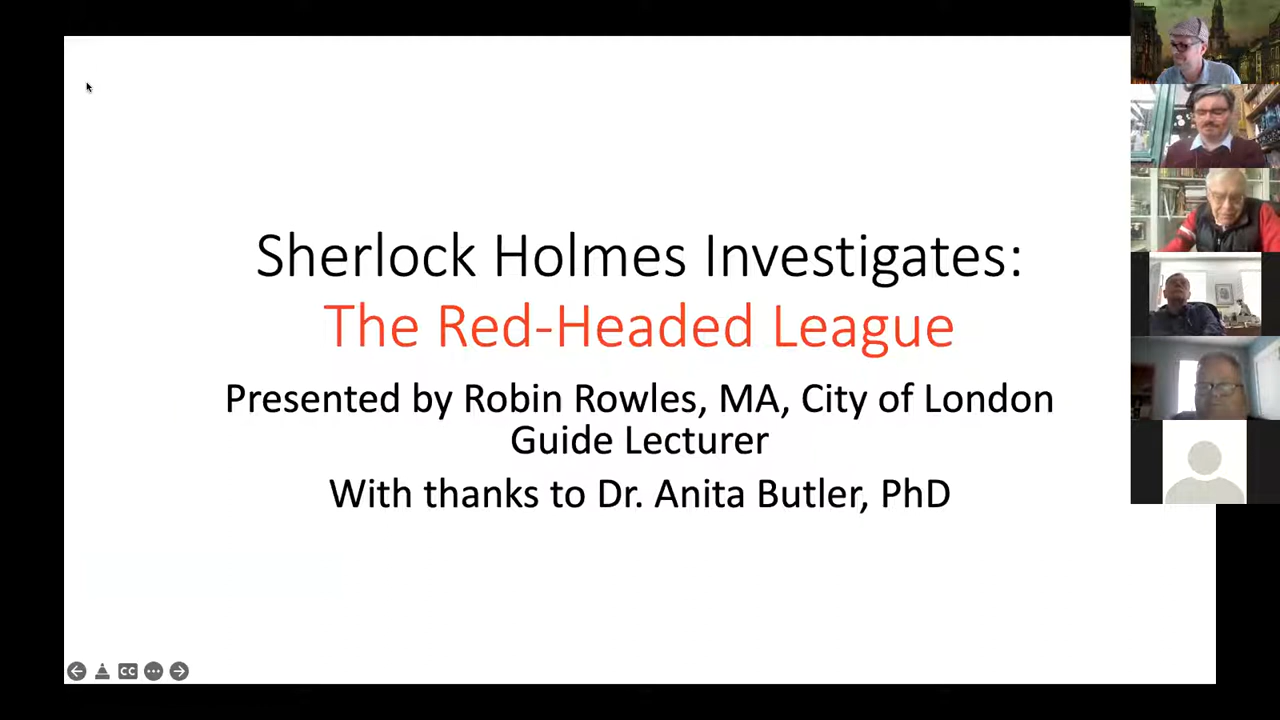 Sherlock Holmes Investigates:
The Red-Headed League
Presented by Robin Rowles, MA, City of London
Guide Lecturer
With thanks to Dr. Anita Butler, PhD
CC